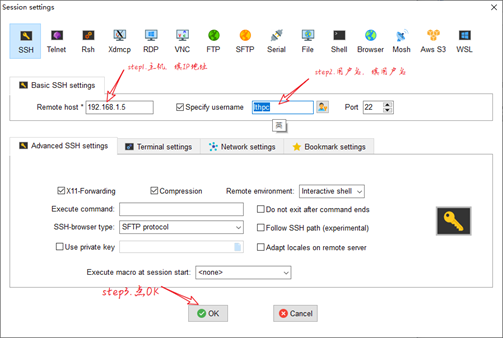 Session settings
SSH Telnet Rsh Xdmcp RDP VNC FTP SFTP Serial File Shell Browser Mosh Aws S3 WSL
step1.主机,填IP地址
step2.用户名,填用户名
Basic SSH settings
Remote host * 192.168.1.5 Specify username lthpc Port 22
英
Advanced SSH settings Terminal settings Network settings Bookmark settings
X11-Forwarding Compression Remote environment: Interactive shell
Execute command: Do not exit after command ends
SSH-browser type: SFTP protocol Follow SSH path (experimental)
Use private key Adapt locales on remote server
Execute macro at session start: <none>
step3.点OK
OK Cancel